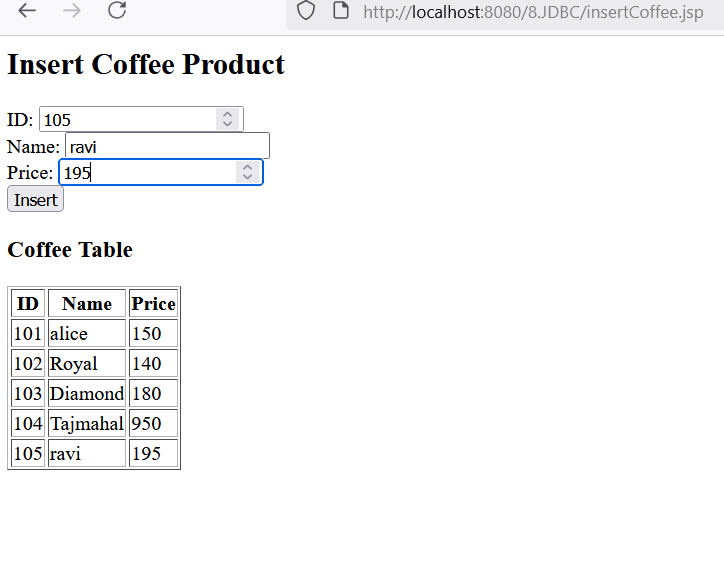 http://localhost:8080/8.JDBC/insertCoffee.jsp
Insert Coffee Product
ID: 105
Name: ravi
Price: 195
Insert
Coffee Table
ID Name Price
101 alice 150
102 Royal 140
103 Diamond 180
104 Tajmahal 950
105 ravi 195